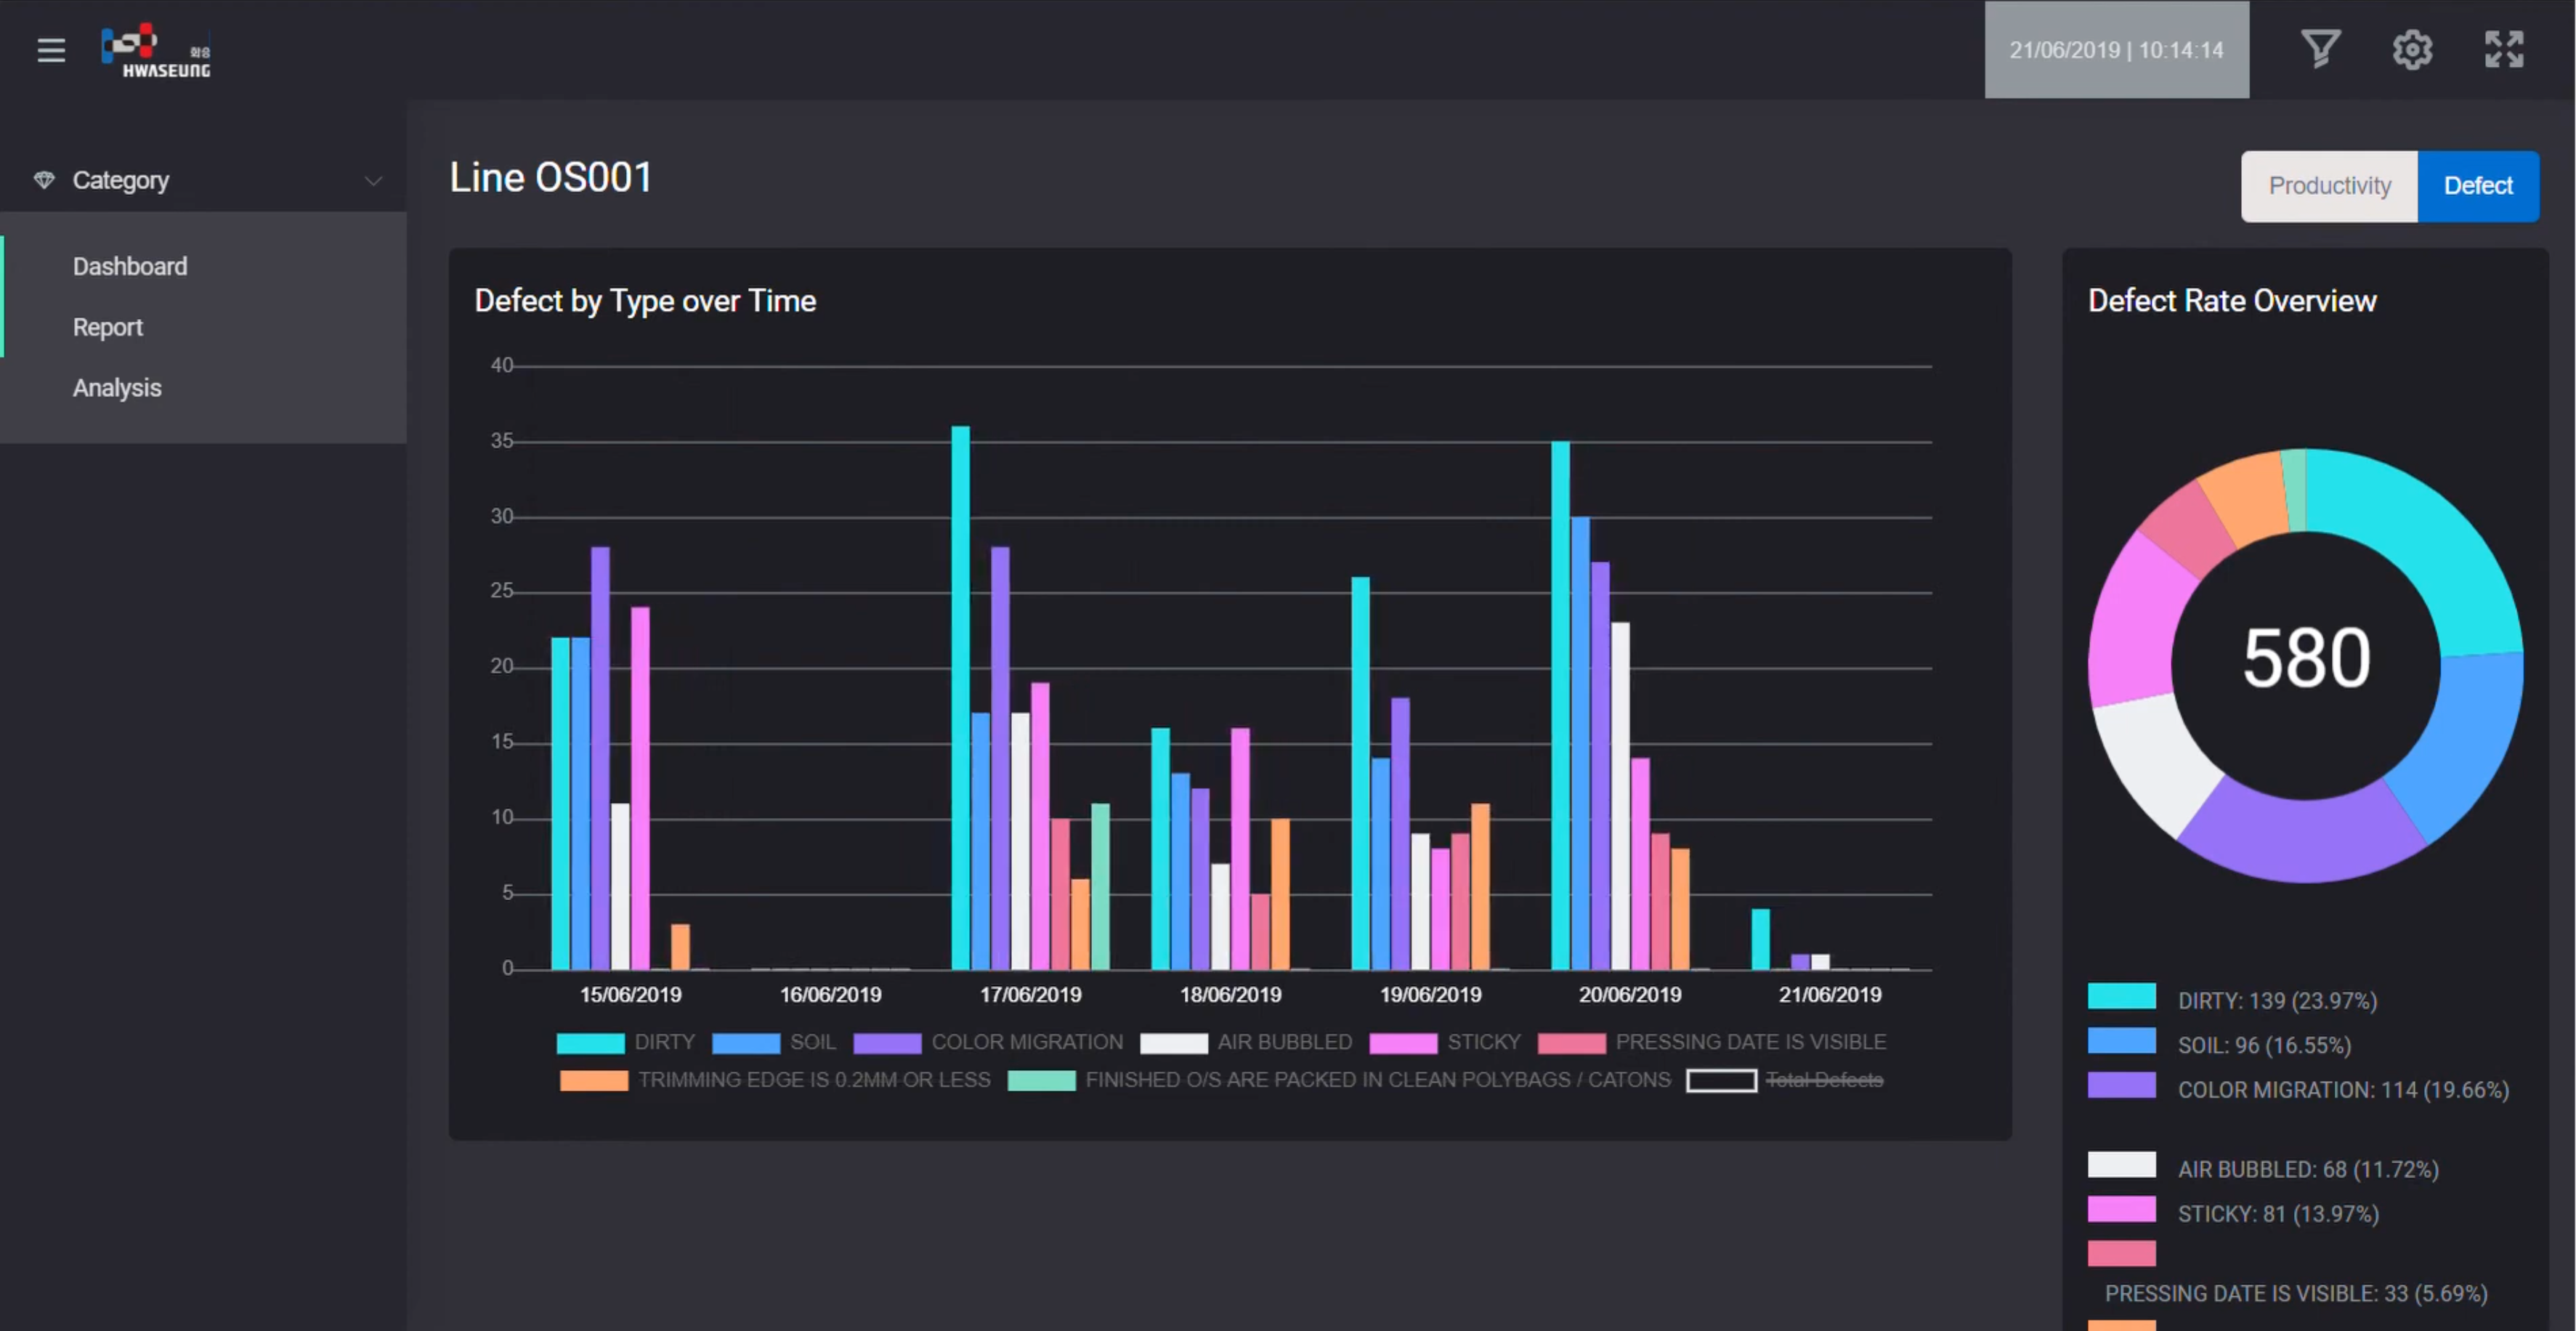 화승
HWASEUNG
21/06/2019 | 10:14:14
Category
Dashboard
Report
Analysis
Line OS001
Productivity
Defect
Defect by Type over Time
40
35
30
25
20
15
10
5
0
15/06/2019
16/06/2019
17/06/2019
18/06/2019
19/06/2019
20/06/2019
21/06/2019
DIRTY
SOIL
COLOR MIGRATION
AIR BUBBLED
STICKY
PRESSING DATE IS VISIBLE
TRIMMING EDGE IS 0.2MM OR LESS
FINISHED O/S ARE PACKED IN CLEAN POLYBAGS / CATONS
Total Defects
Defect Rate Overview
580
DIRTY: 139 (23.97%)
SOIL: 96 (16.55%)
COLOR MIGRATION: 114 (19.66%)
AIR BUBBLED: 68 (11.72%)
STICKY: 81 (13.97%)
PRESSING DATE IS VISIBLE: 33 (5.69%)